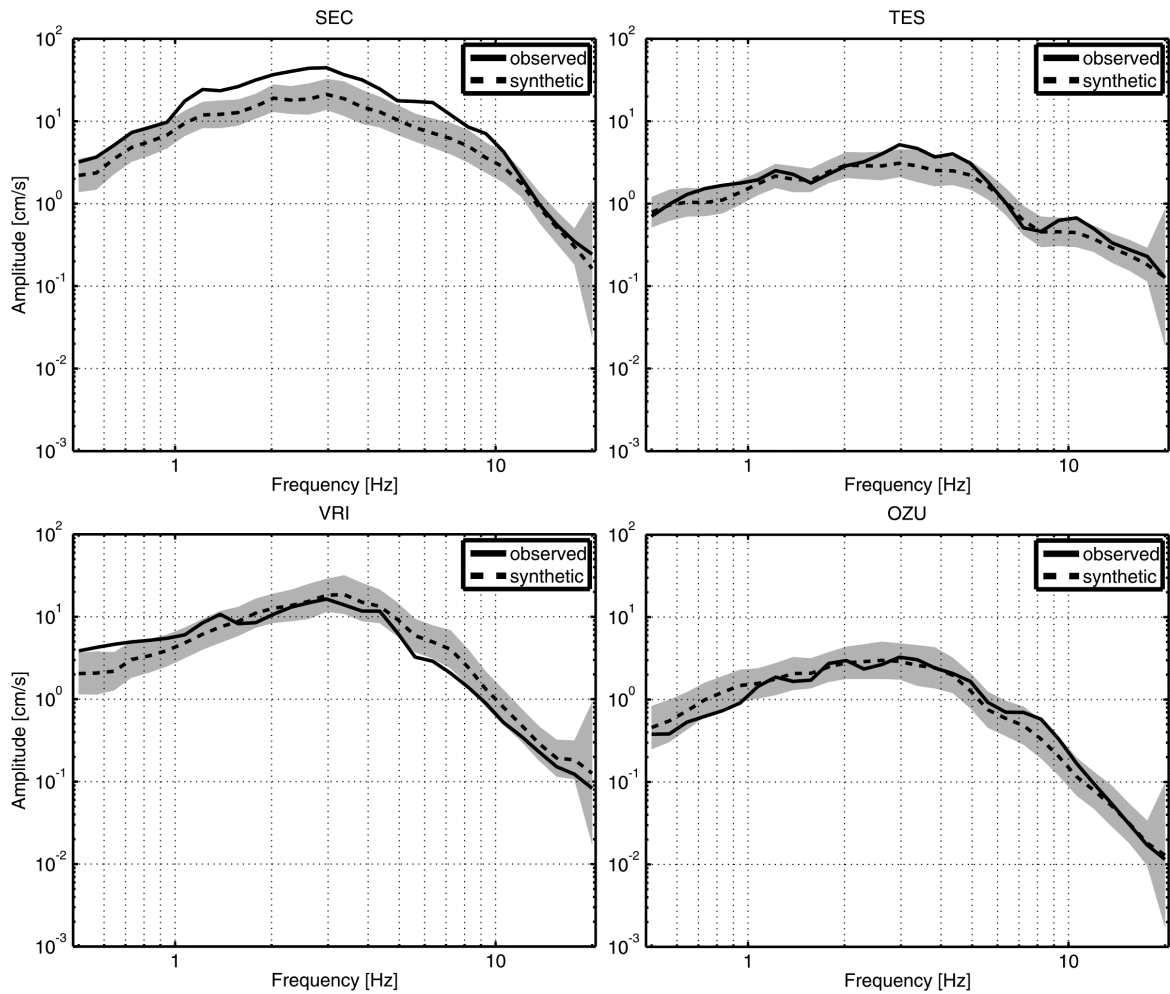 SEC
10^2
10^1
10^0
10^-1
10^-2
10^-3
Amplitude [cm/s]
observed
synthetic
1
10
Frequency [Hz]
TES
10^2
10^1
10^0
10^-1
10^-2
10^-3
observed
synthetic
1
10
Frequency [Hz]
VRI
10^2
10^1
10^0
10^-1
10^-2
10^-3
Amplitude [cm/s]
observed
synthetic
1
10
Frequency [Hz]
OZU
10^2
10^1
10^0
10^-1
10^-2
10^-3
observed
synthetic
1
10
Frequency [Hz]